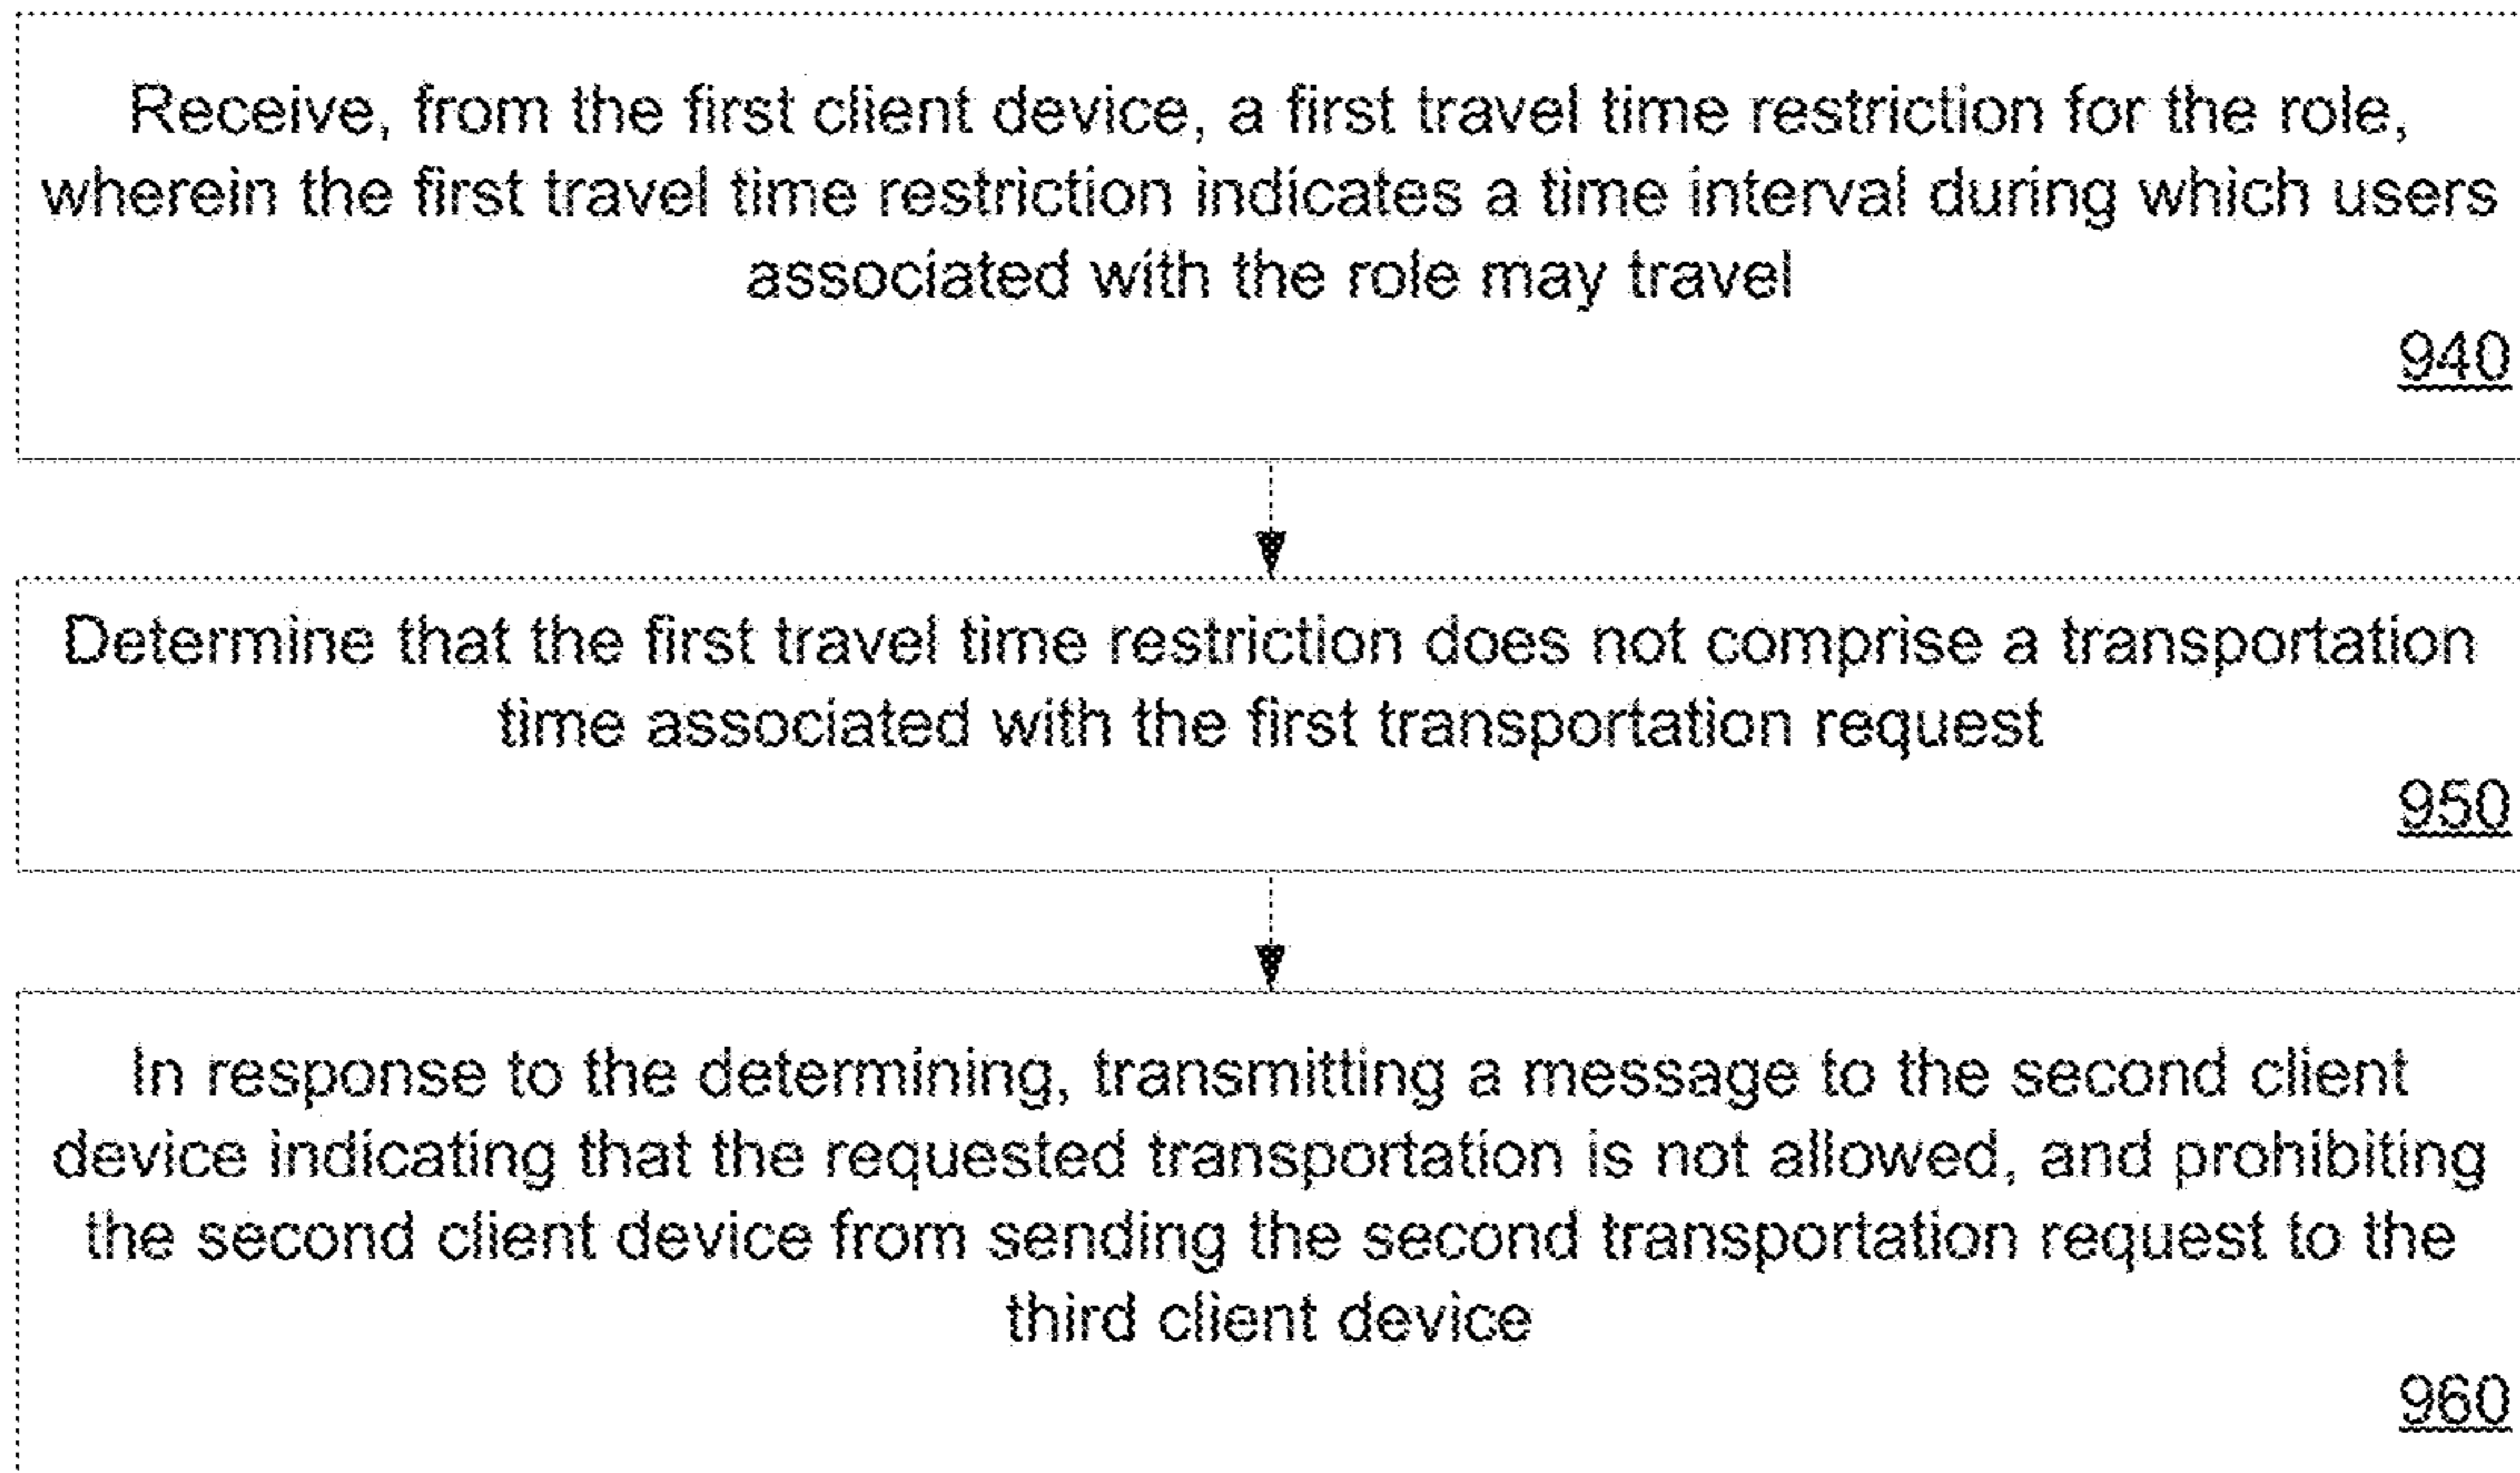 Receive, from the first client device, a first travel time restriction for the role,
wherein the first travel time restriction indicates a time interval during which users
associated with the role may travel
940
Determine that the first travel time restriction does not comprise a transportation
time associated with the first transportation request
950
In response to the determining, transmitting a message to the second client
device indicating that the requested transportation is not allowed, and prohibiting
the second client device from sending the second transportation request to the
third client device
960